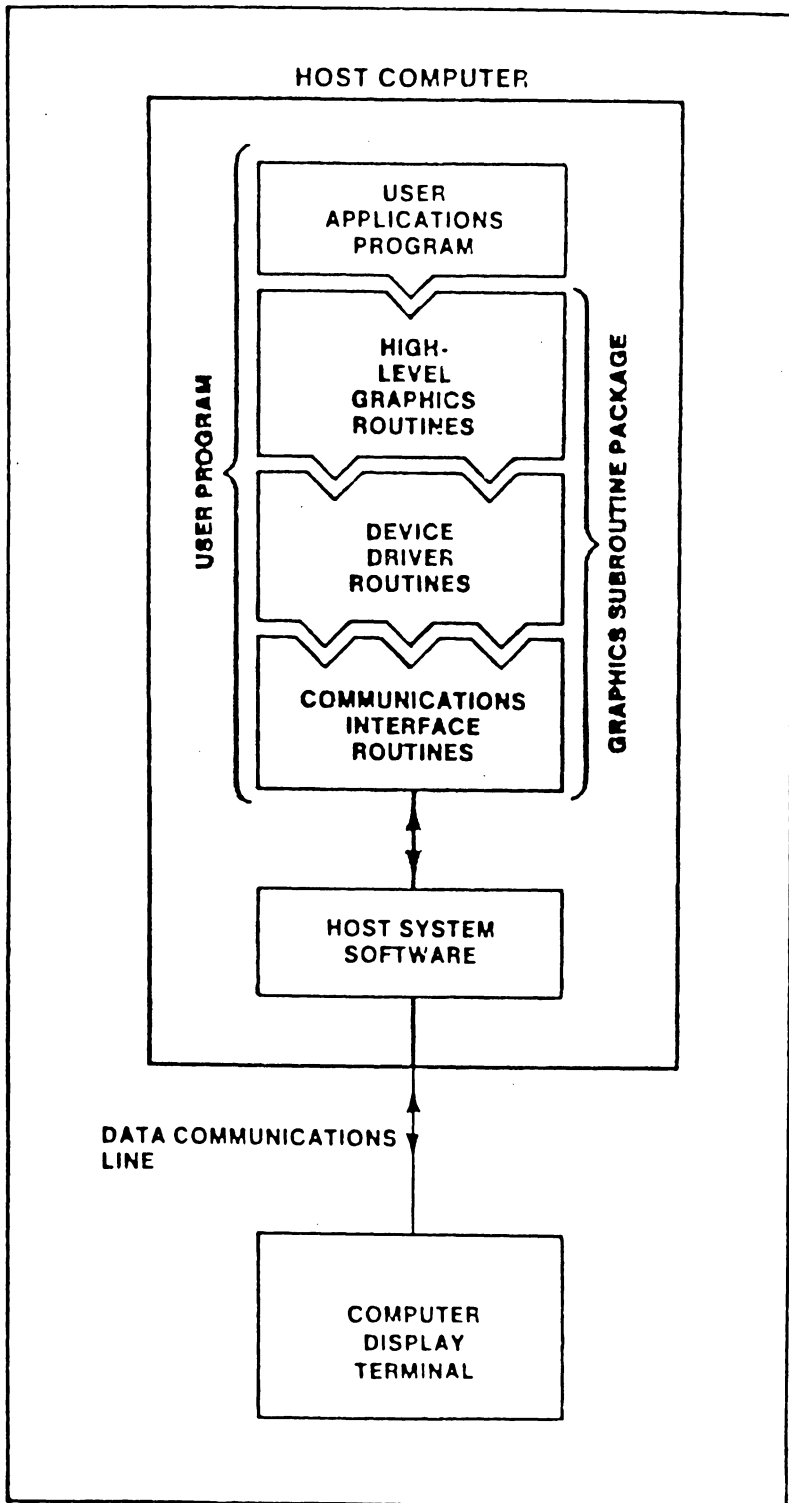 HOST COMPUTER
USER
APPLICATIONS
PROGRAM
HIGH-
LEVEL
GRAPHICS
ROUTINES
DEVICE
DRIVER
ROUTINES
COMMUNICATIONS
INTERFACE
ROUTINES
USER PROGRAM
GRAPHICS SUBROUTINE PACKAGE
HOST SYSTEM
SOFTWARE
DATA COMMUNICATIONS
LINE
COMPUTER
DISPLAY
TERMINAL